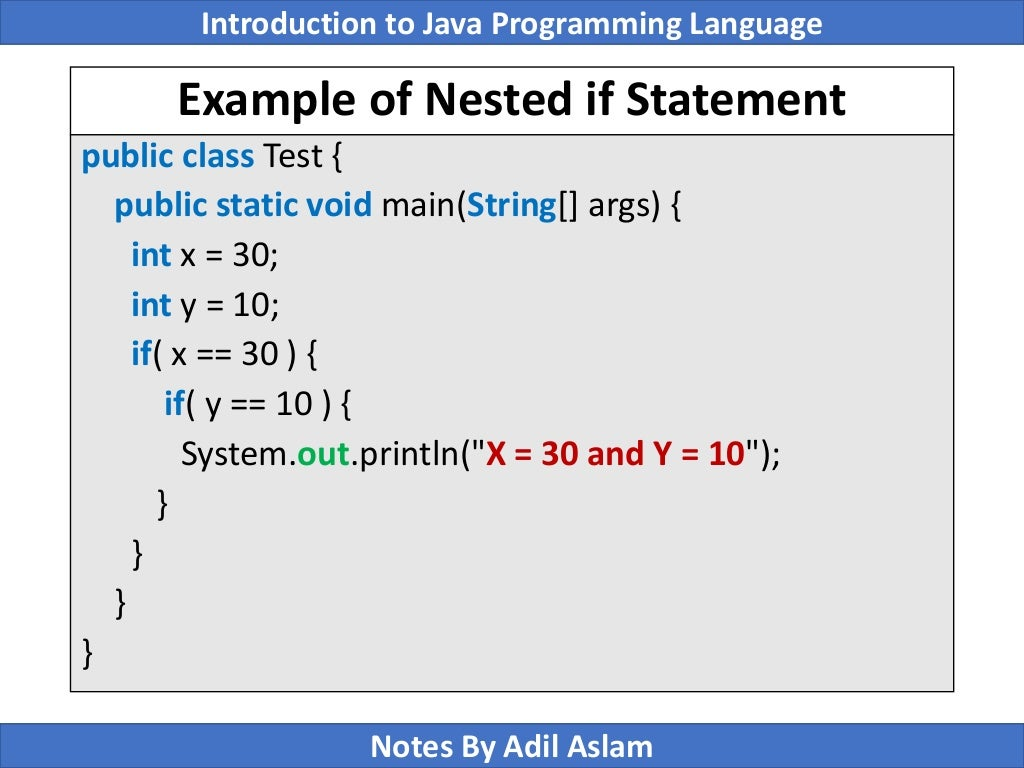 Introduction to Java Programming Language
Example of Nested if Statement
public class Test {
public static void main(String[] args) {
int x = 30;
int y = 10;
if( x == 30 ) {
if( y == 10 ) {
System.out.println("X = 30 and Y = 10");
}
}
}
}
Notes By Adil Aslam